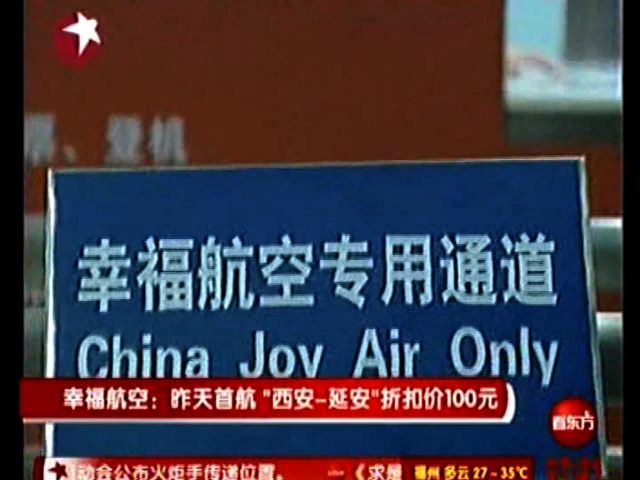 票、登机
幸福航空专用通道
China Joy Air Only
幸福航空：昨天首航 "西安-延安"折扣价100元
看东方
动会公布火炬手传递位置。 《求是 福州 多云 27-35℃